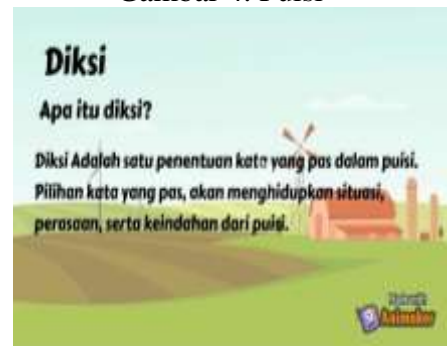 Diksi
Apa itu diksi?
Diksi Adalah satu penentuan kata yang pas dalam puisi.
Pilihan kata yang pas, akan menghidupkan situasi,
perasaan, serta keindahan dari puisi.
Animaker